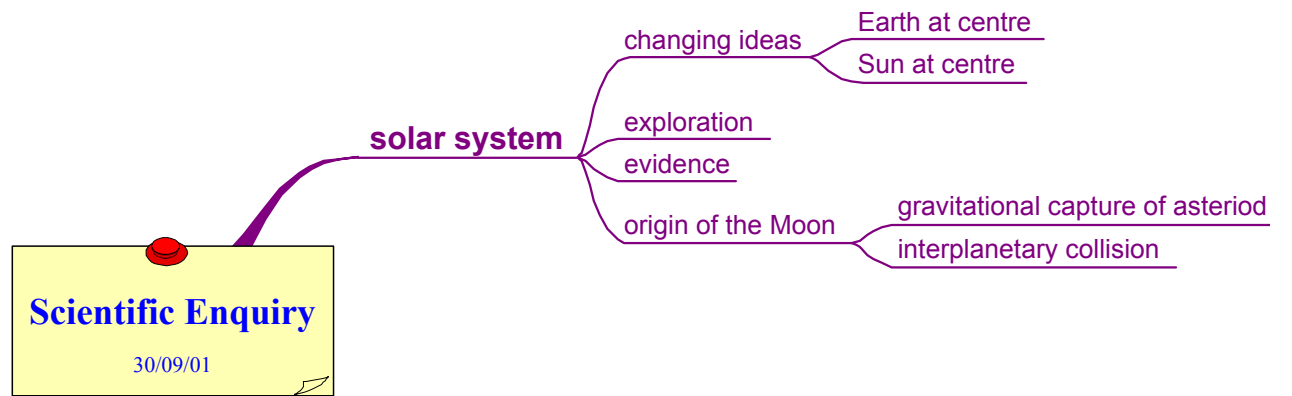 Earth at centre
changing ideas
Sun at centre
exploration
solar system
evidence
gravitational capture of asteriod
origin of the Moon
interplanetary collision
Scientific Enquiry
30/09/01